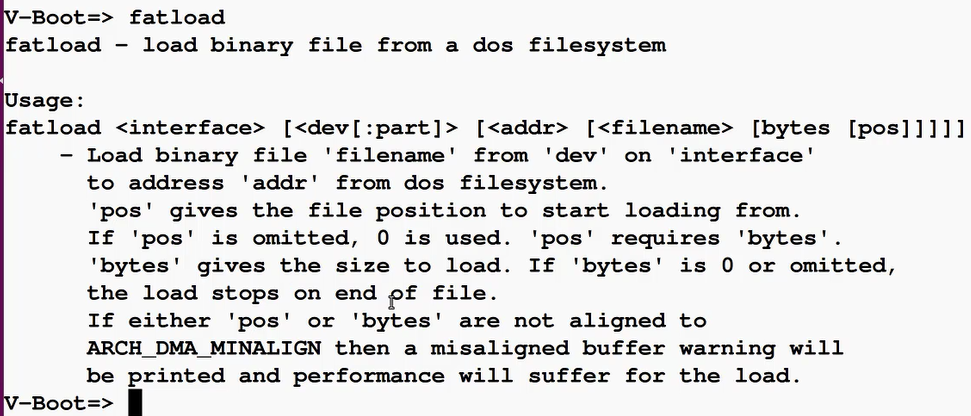 V-Boot=> fatload
fatload - load binary file from a dos filesystem
Usage:
fatload <interface> [<dev[:part]> [<addr> [<filename> [bytes [pos]]]]]
- Load binary file 'filename' from 'dev' on 'interface'
to address 'addr' from dos filesystem.
'pos' gives the file position to start loading from.
If 'pos' is omitted, 0 is used. 'pos' requires 'bytes'.
'bytes' gives the size to load. If 'bytes' is 0 or omitted,
the load stops on end of file.
If either 'pos' or 'bytes' are not aligned to
ARCH_DMA_MINALIGN then a misaligned buffer warning will
be printed and performance will suffer for the load.
V-Boot=>